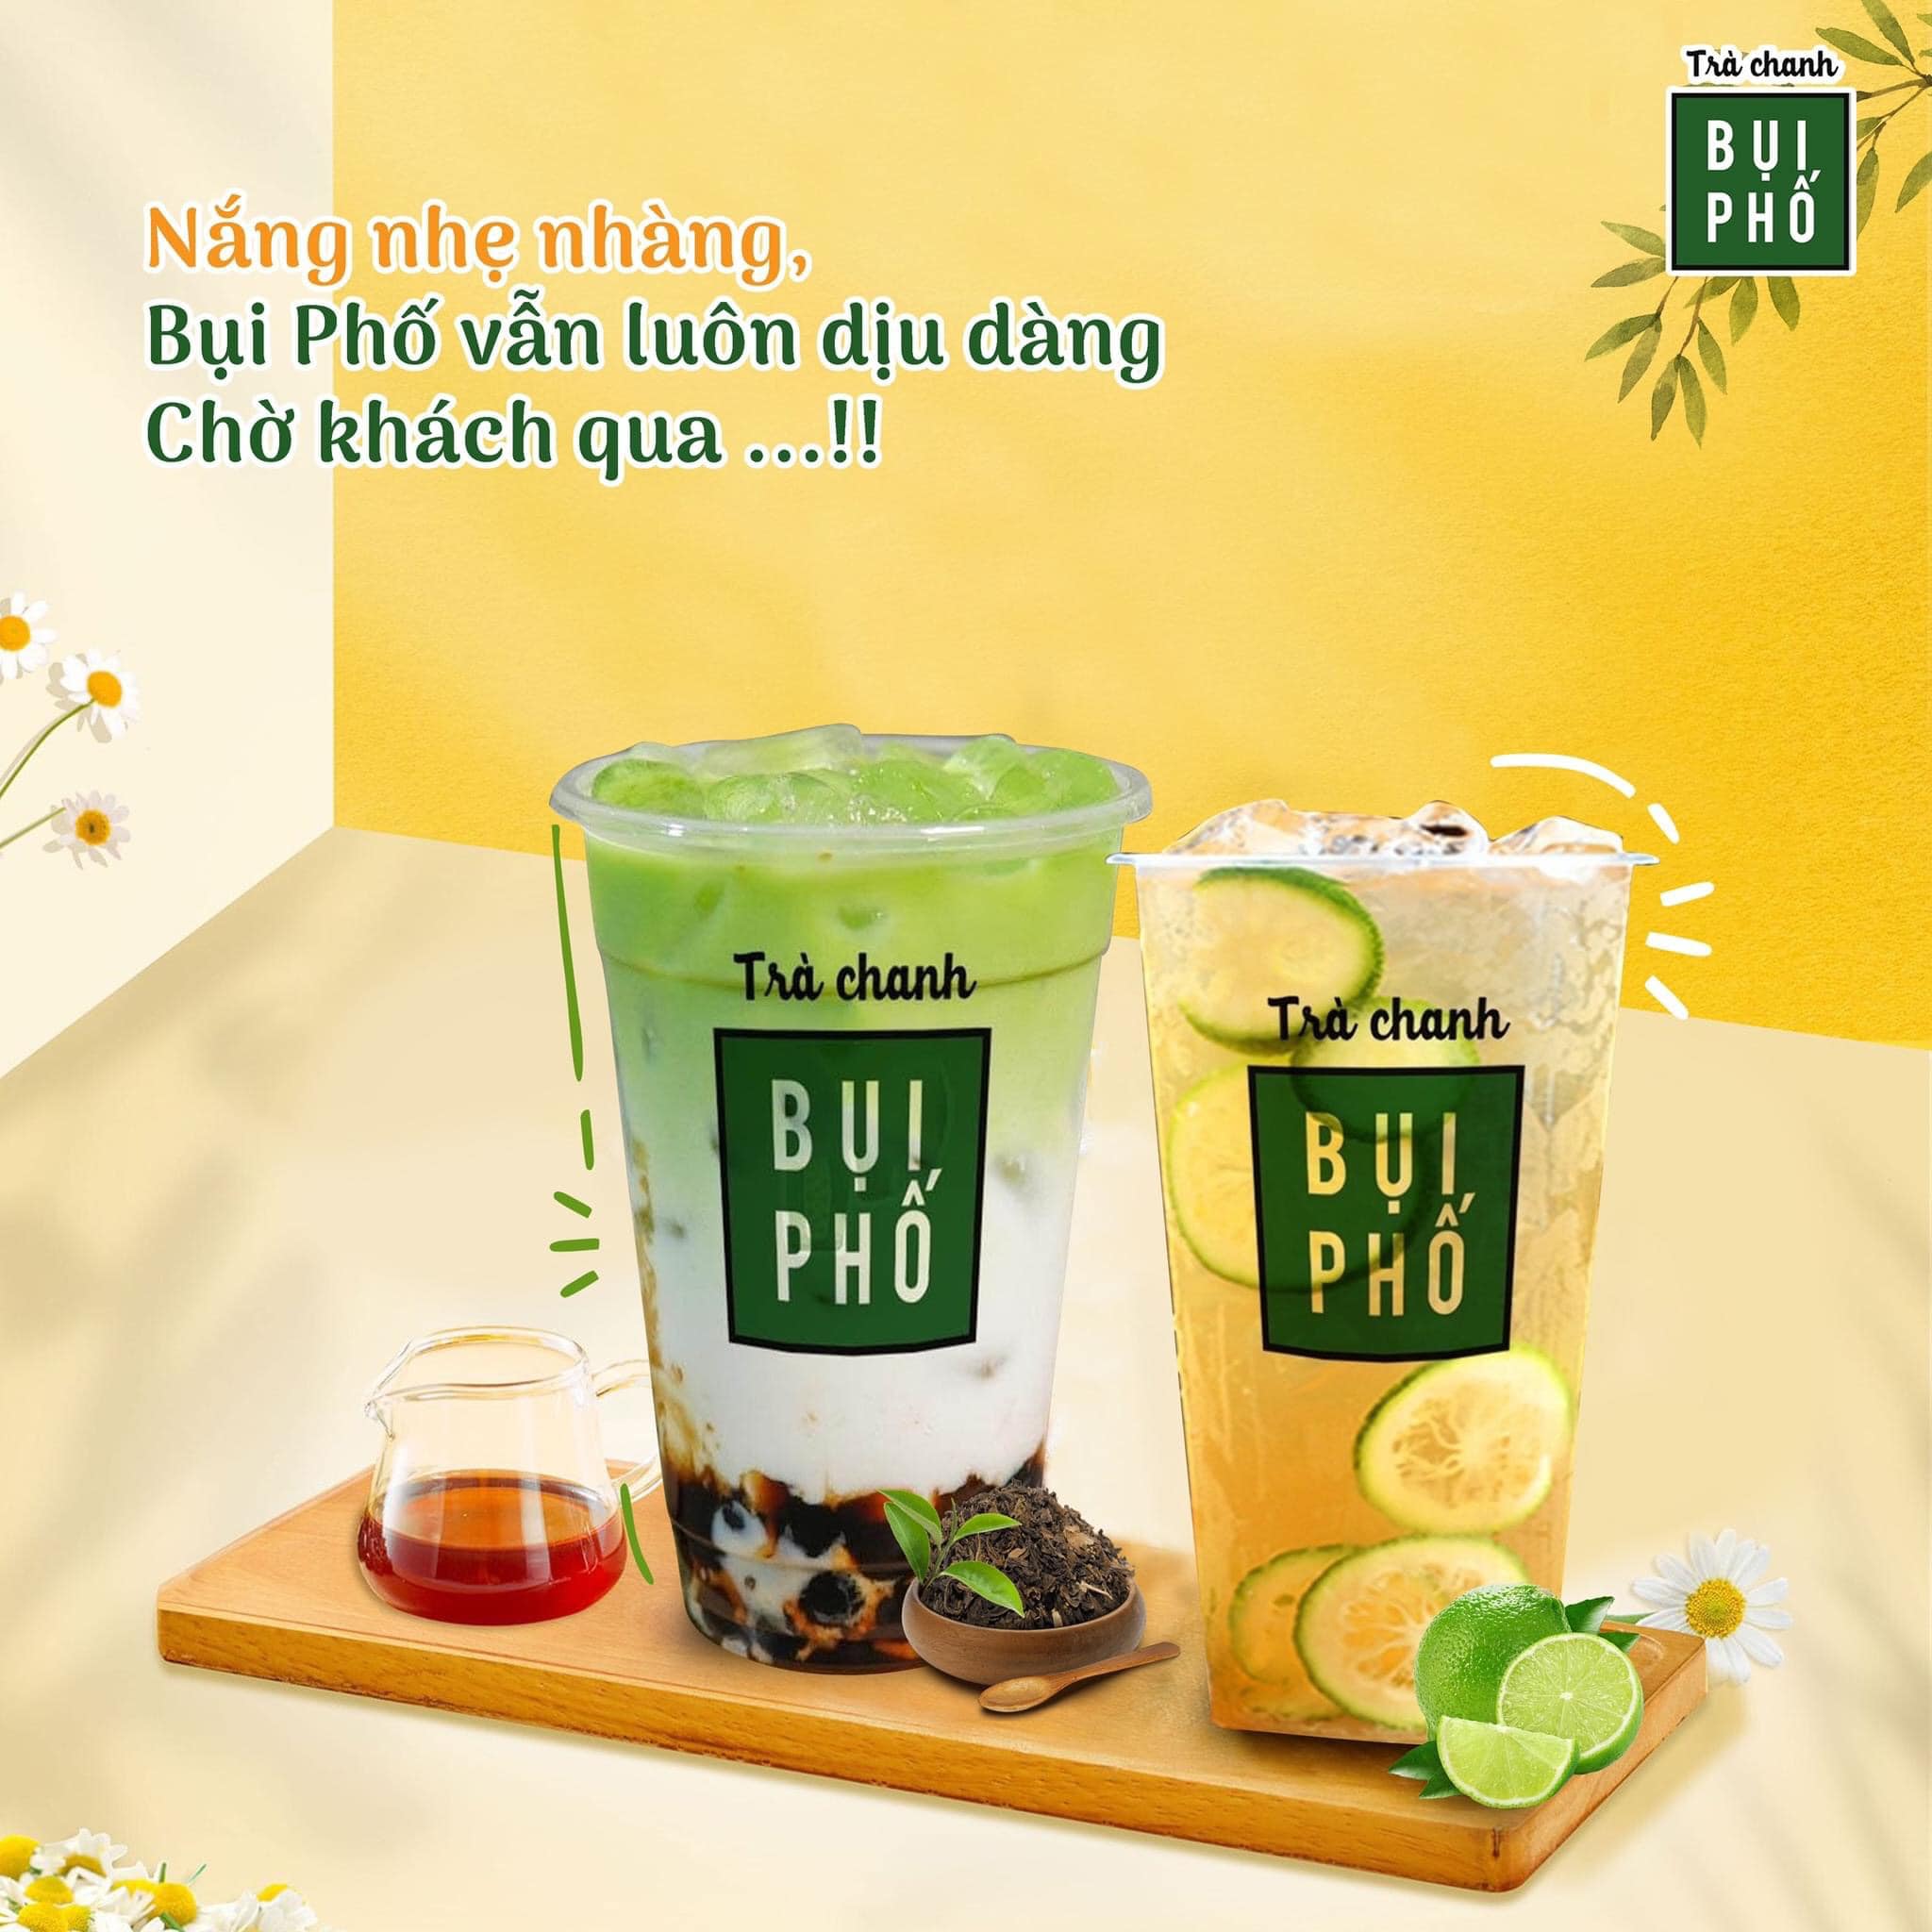 Trà chanh
BỤI
PHỐ
Nắng nhẹ nhàng,
Bụi Phố vẫn luôn dịu dàng
Chờ khách qua ...!!
Trà chanh
BỤI
PHỐ
Trà chanh
BỤI
PHỐ